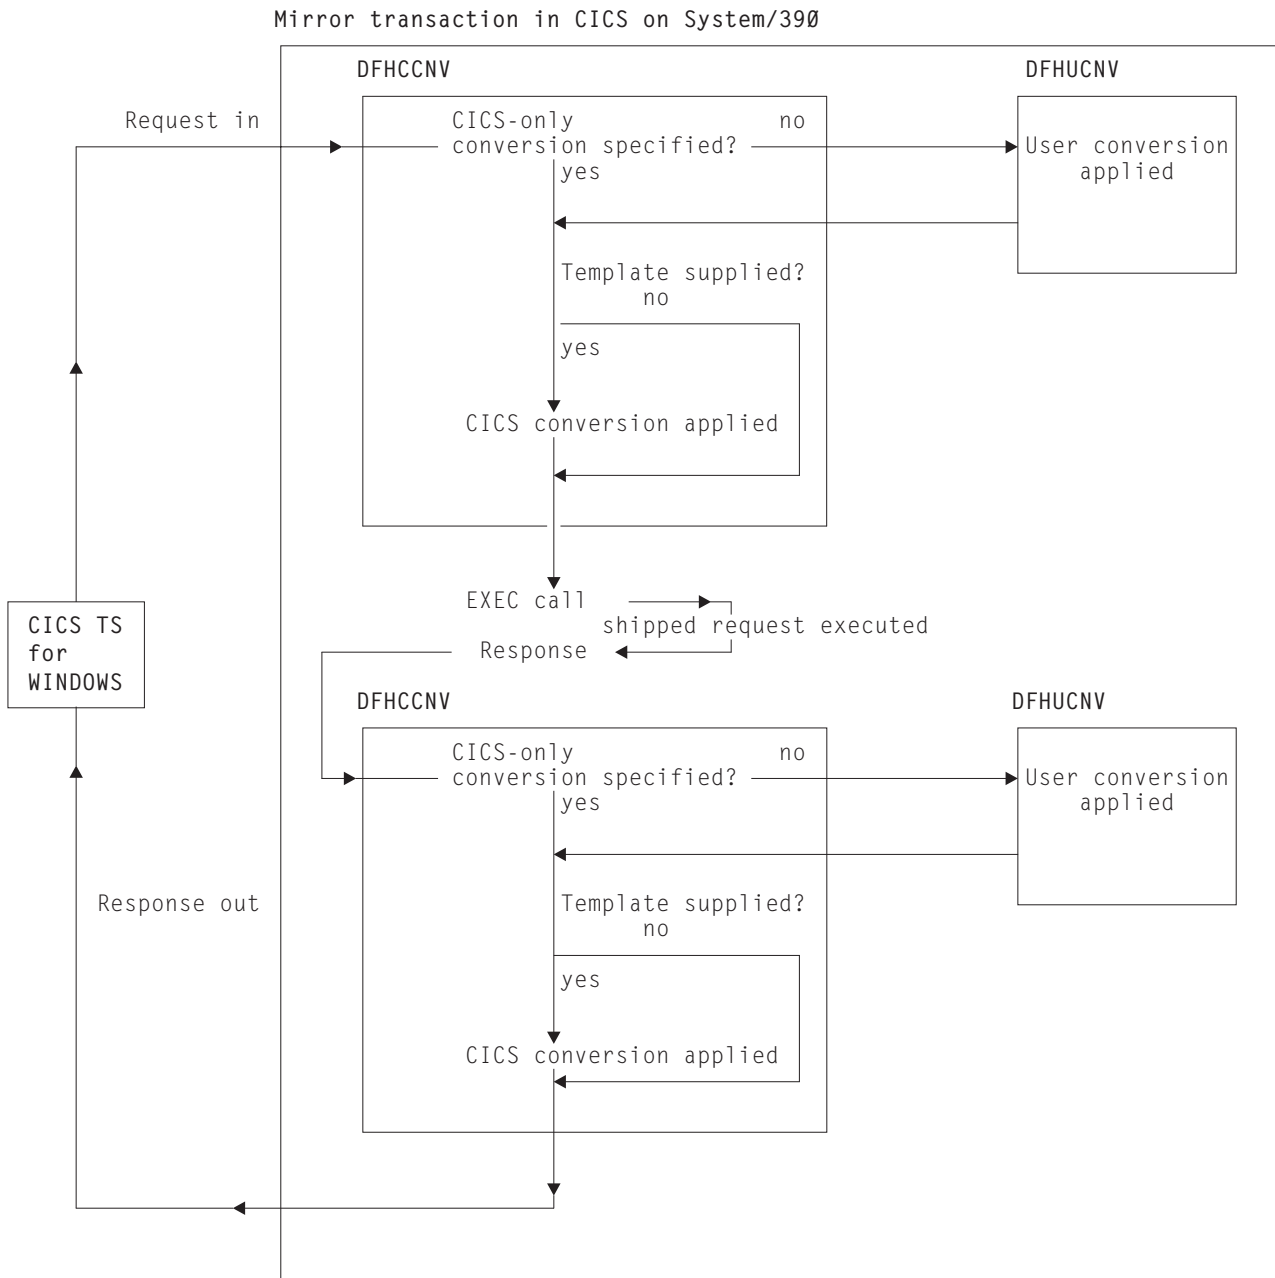 Mirror transaction in CICS on System/390
DFHCCNV
DFHUCNV
Request in
CICS-only no
conversion specified?
yes
User conversion
applied
Template supplied?
no
yes
CICS conversion applied
EXEC call
shipped request executed
Response
CICS TS
for
WINDOWS
DFHCCNV
DFHUCNV
CICS-only no
conversion specified?
yes
User conversion
applied
Response out
Template supplied?
no
yes
CICS conversion applied